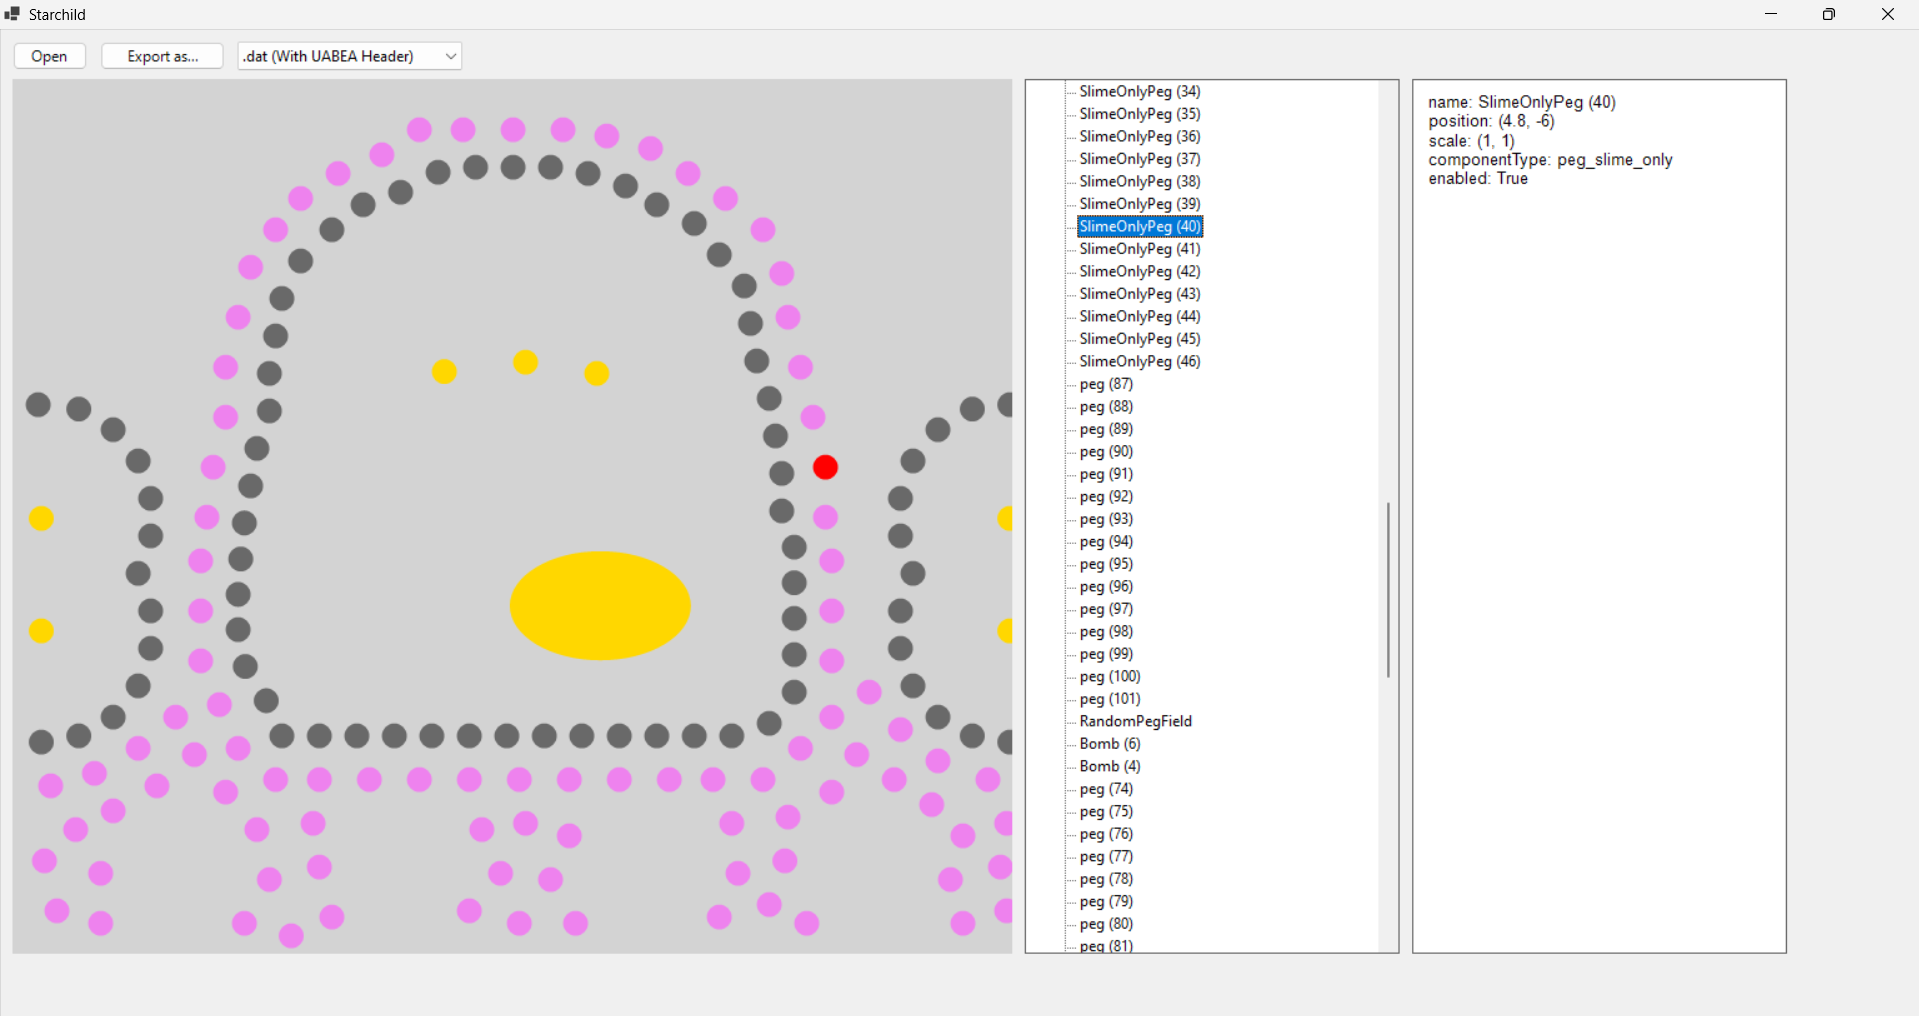 Starchild
Open
Export as...
.dat (With UABEA Header)
SlimeOnlyPeg (34)
SlimeOnlyPeg (35)
SlimeOnlyPeg (36)
SlimeOnlyPeg (37)
SlimeOnlyPeg (38)
SlimeOnlyPeg (39)
SlimeOnlyPeg (40)
SlimeOnlyPeg (41)
SlimeOnlyPeg (42)
SlimeOnlyPeg (43)
SlimeOnlyPeg (44)
SlimeOnlyPeg (45)
SlimeOnlyPeg (46)
peg (87)
peg (88)
peg (89)
peg (90)
peg (91)
peg (92)
peg (93)
peg (94)
peg (95)
peg (96)
peg (97)
peg (98)
peg (99)
peg (100)
peg (101)
RandomPegField
Bomb (6)
Bomb (4)
peg (74)
peg (75)
peg (76)
peg (77)
peg (78)
peg (79)
peg (80)
peg (81)
name: SlimeOnlyPeg (40)
position: (4.8, -6)
scale: (1, 1)
componentType: peg_slime_only
enabled: True